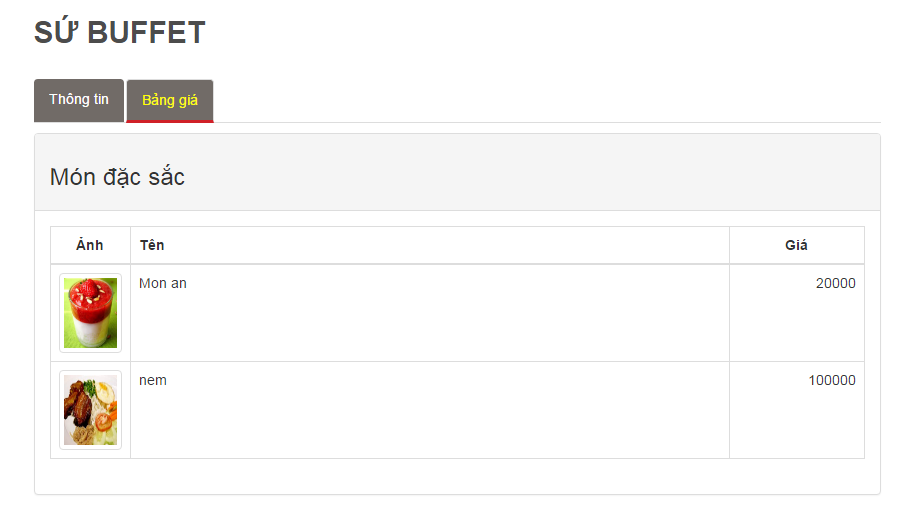 SỨ BUFFET
Thông tin Bảng giá
Món đặc sắc
Ảnh Tên Giá
Mon an 20000
nem 100000